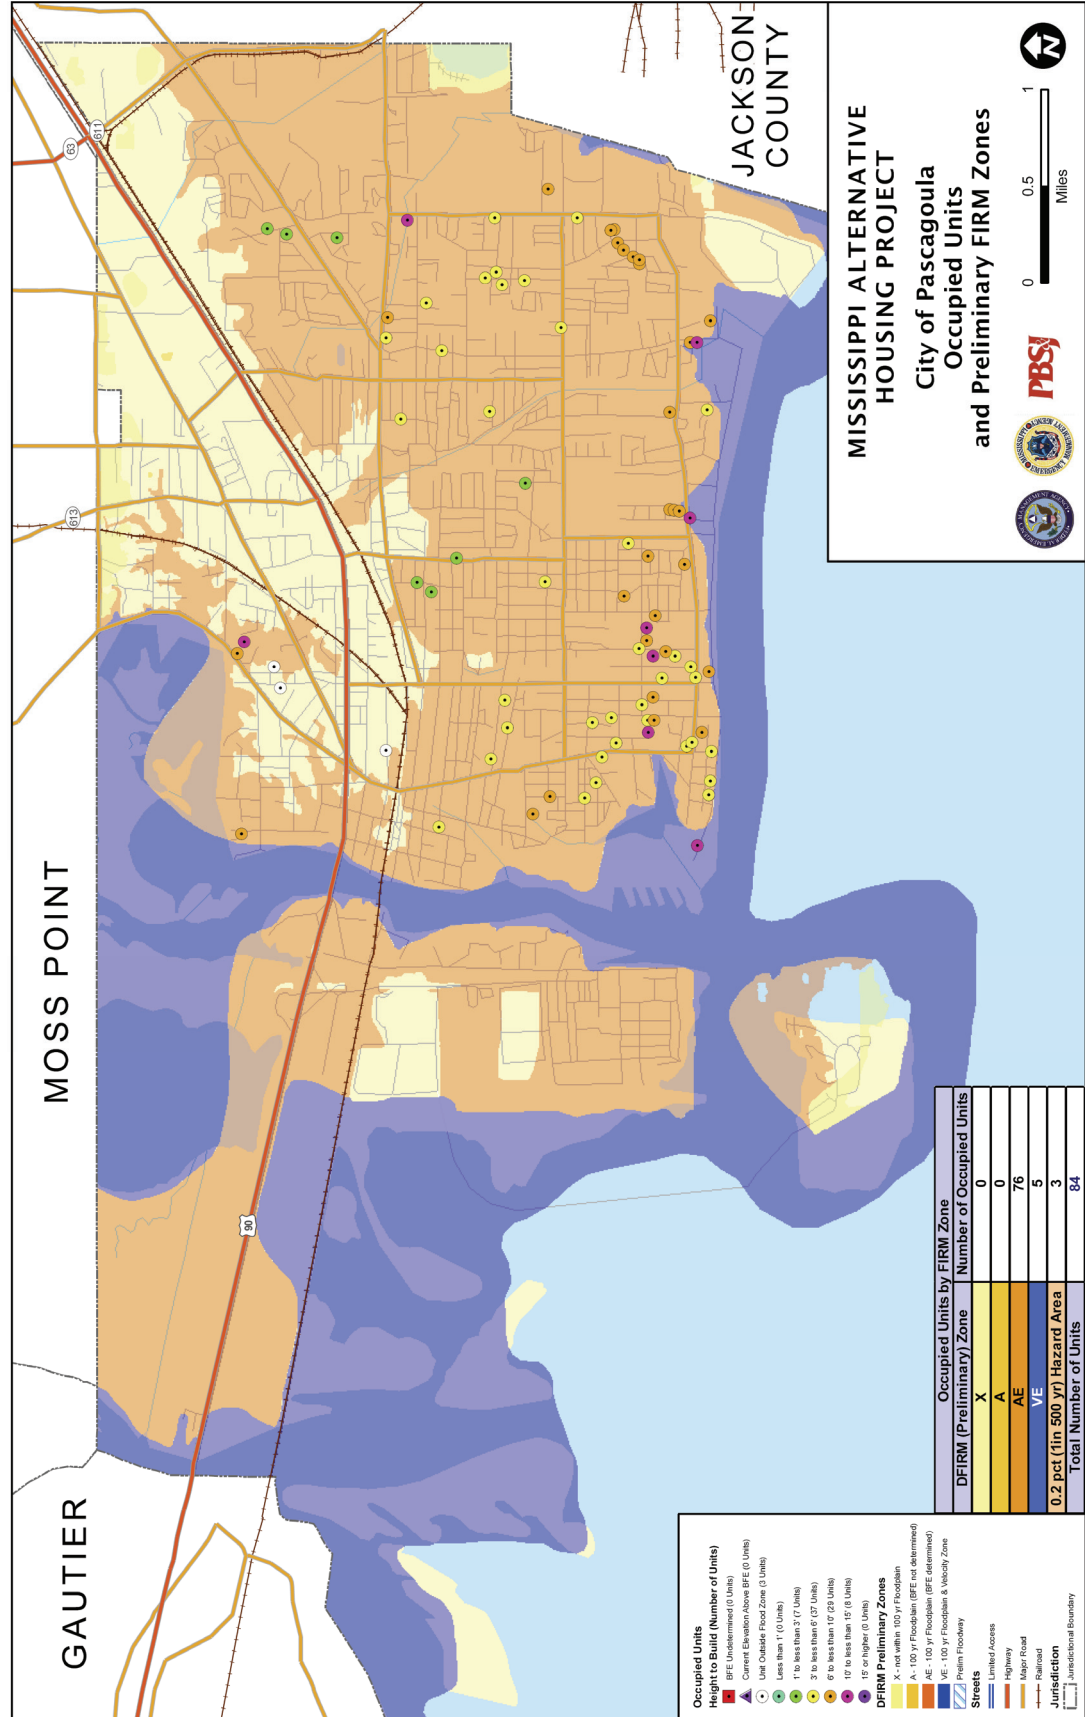 GAUTIER
MOSS POINT
JACKSON
COUNTY
63
611
613
90
MISSISSIPPI ALTERNATIVE
HOUSING PROJECT
City of Pascagoula
Occupied Units
and Preliminary FIRM Zones
0 0.5 1
Miles
N
PBSJ
Occupied Units
Height to Build (Number of Units)
BFE Undetermined (0 Units)
Current Elevation Above BFE (0 Units)
Unit Outside Flood Zone (3 Units)
Less than 1' (0 Units)
1' to less than 3' (7 Units)
3' to less than 6' (37 Units)
6' to less than 10' (29 Units)
10' to less than 15' (8 Units)
15' or higher (0 Units)
DFIRM Preliminary Zones
X - not within 100 yr Floodplain
A - 100 yr Floodplain (BFE not determined)
AE - 100 yr Floodplain (BFE determined)
VE - 100 yr Floodplain & Velocity Zone
Prelim Floodway
Streets
Limited Access
Highway
Major Road
Railroad
Jurisdiction
Jurisdictional Boundary
Occupied Units by FIRM Zone
DFIRM (Preliminary) Zone Number of Occupied Units
X 0
A 0
AE 76
VE 5
0.2 pct (1in 500 yr) Hazard Area 3
Total Number of Units 84